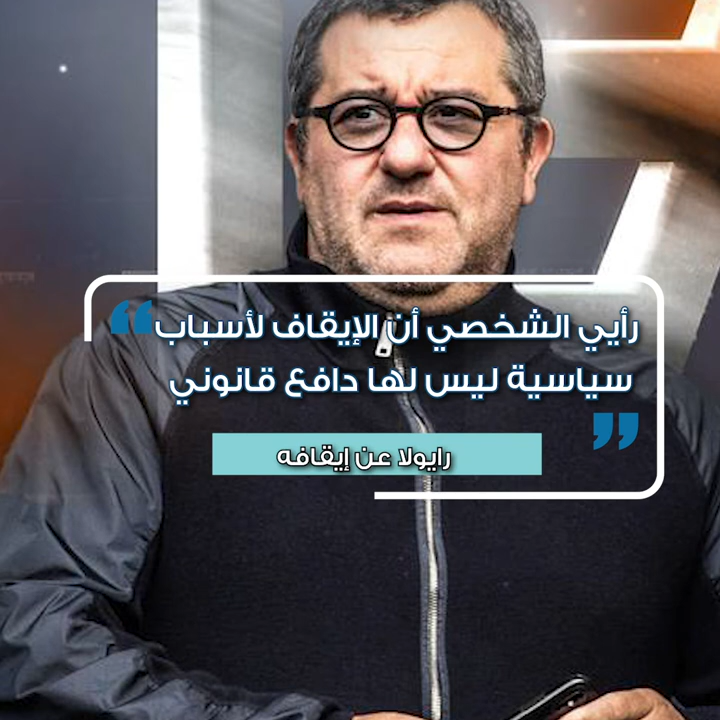 رأيي الشخصي أن الإيقاف لأسباب
سياسية ليس لها دافع قانوني
رايولا عن إيقافه